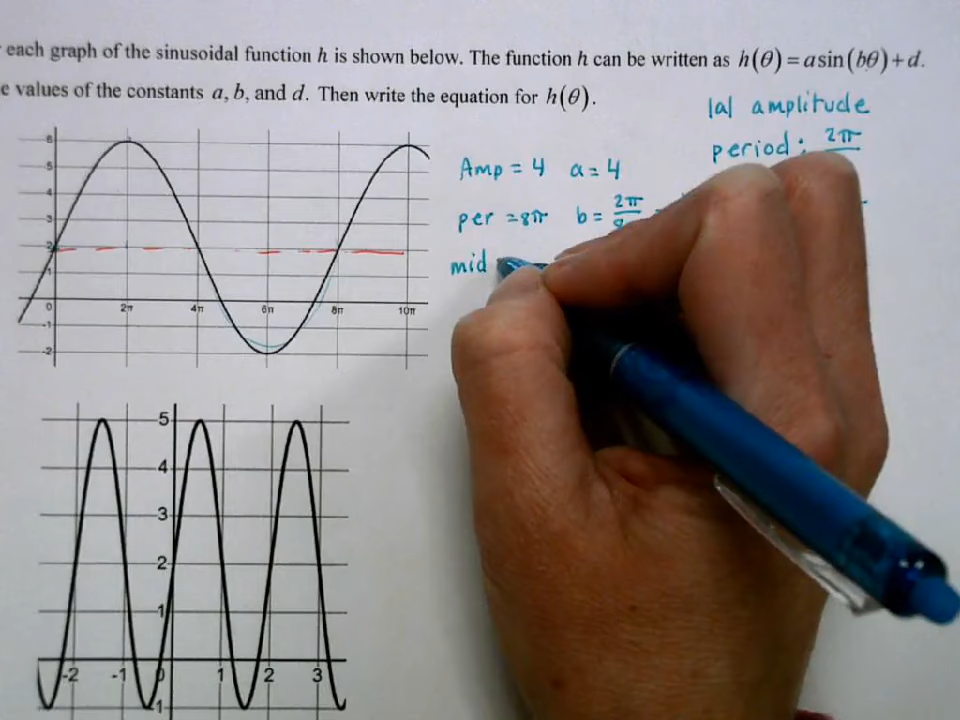 each graph of the sinusoidal function h is shown below. The function h can be written as h(θ) = a sin(bθ) + d.
values of the constants a, b, and d. Then write the equation for h(θ).
|a| amplitude
period: 2π
Amp = 4 a = 4
per = 8π b = 2π
mid
6
5
4
3
2
1
0 2π 4π 6π 8π 10π
-1
-2
5
4
3
2
1
-2 -1 0 1 2 3
-1